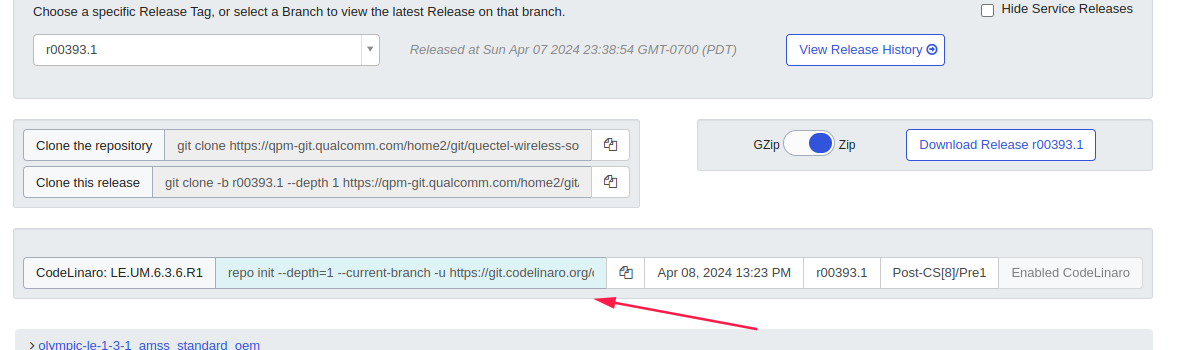 Choose a specific Release Tag, or select a Branch to view the latest Release on that branch.
Hide Service Releases
r00393.1
Released at Sun Apr 07 2024 23:38:54 GMT-0700 (PDT)
View Release History
Clone the repository
git clone https://qpm-git.qualcomm.com/home2/git/quectel-wireless-so
GZip
Zip
Download Release r00393.1
Clone this release
git clone -b r00393.1 --depth 1 https://qpm-git.qualcomm.com/home2/git/
CodeLinaro: LE.UM.6.3.6.R1
repo init --depth=1 --current-branch -u https://git.codelinaro.org/
Apr 08, 2024 13:23 PM
r00393.1
Post-CS[8]/Pre1
Enabled CodeLinaro
olympic-le-1-3-1_amss_standard_oem